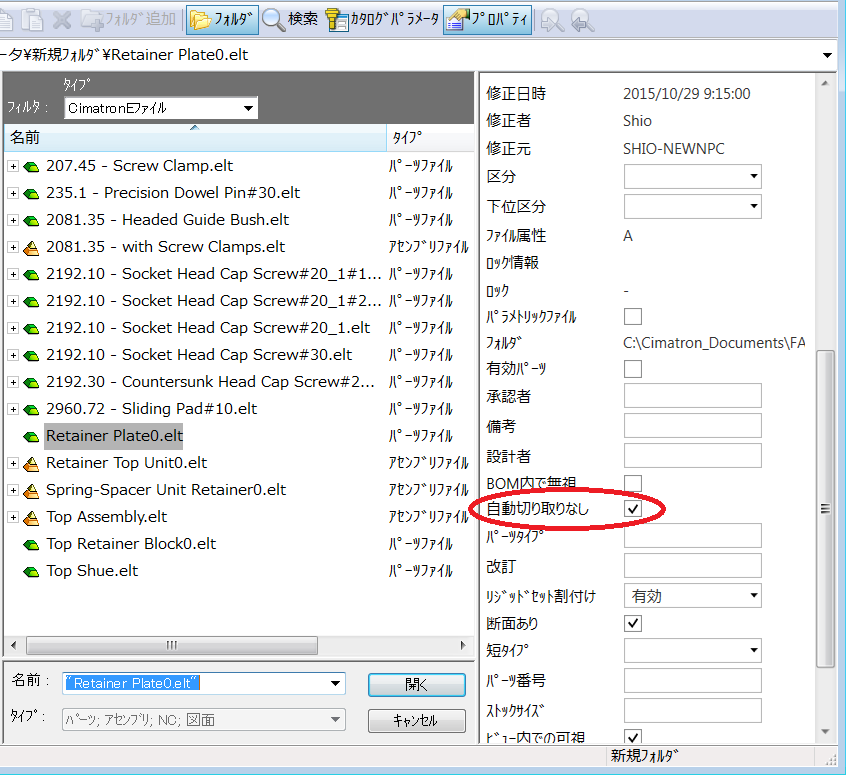 ﾌｫﾙﾀﾞ追加 ﾌｫﾙﾀﾞ 検索 ｶﾀﾛｸﾞﾊﾟﾗﾒｰﾀ ﾌﾟﾛﾊﾟﾃｨ
ータ¥新規ﾌｫﾙﾀﾞ¥Retainer Plate0.elt
ﾀｲﾌﾟ
ﾌｨﾙﾀ： CimatronEﾌｧｲﾙ
名前 ﾀｲﾌﾟ
207.45 - Screw Clamp.elt ﾊﾟｰﾂﾌｧｲﾙ
235.1 - Precision Dowel Pin#30.elt ﾊﾟｰﾂﾌｧｲﾙ
2081.35 - Headed Guide Bush.elt ﾊﾟｰﾂﾌｧｲﾙ
2081.35 - with Screw Clamps.elt ｱｾﾝﾌﾞﾘﾌｧｲﾙ
2192.10 - Socket Head Cap Screw#20_1#1... ﾊﾟｰﾂﾌｧｲﾙ
2192.10 - Socket Head Cap Screw#20_1#2... ﾊﾟｰﾂﾌｧｲﾙ
2192.10 - Socket Head Cap Screw#20_1.elt ﾊﾟｰﾂﾌｧｲﾙ
2192.10 - Socket Head Cap Screw#30.elt ﾊﾟｰﾂﾌｧｲﾙ
2192.30 - Countersunk Head Cap Screw#2... ﾊﾟｰﾂﾌｧｲﾙ
2960.72 - Sliding Pad#10.elt ﾊﾟｰﾂﾌｧｲﾙ
Retainer Plate0.elt ﾊﾟｰﾂﾌｧｲﾙ
Retainer Top Unit0.elt ｱｾﾝﾌﾞﾘﾌｧｲﾙ
Spring-Spacer Unit Retainer0.elt ｱｾﾝﾌﾞﾘﾌｧｲﾙ
Top Assembly.elt ｱｾﾝﾌﾞﾘﾌｧｲﾙ
Top Retainer Block0.elt ﾊﾟｰﾂﾌｧｲﾙ
Top Shue.elt ﾊﾟｰﾂﾌｧｲﾙ
名前： "Retainer Plate0.elt" 開く
ﾀｲﾌﾟ： ﾊﾟｰﾂ; ｱｾﾝﾌﾞﾘ; NC; 図面 ｷｬﾝｾﾙ
修正日時 2015/10/29 9:15:00
修正者 Shio
修正元 SHIO-NEWNPC
区分
下位区分
ﾌｧｲﾙ属性 A
ﾛｯｸ情報
ﾛｯｸ -
ﾊﾟﾗﾒﾄﾘｯｸﾌｧｲﾙ
ﾌｫﾙﾀﾞ C:\Cimatron_Documents\FA
有効ﾊﾟｰﾂ
承認者
備考
設計者
BOM内で無視
自動切り取りなし
ﾊﾟｰﾂﾀｲﾌﾟ
改訂
ﾘｼﾞｯﾄﾞｾｯﾄ割付け 有効
断面あり
短ﾀｲﾌﾟ
ﾊﾟｰﾂ番号
ｽﾄｯｸｻｲｽﾞ
ﾋﾞｭｰ内での可視
新規ﾌｫﾙﾀﾞ